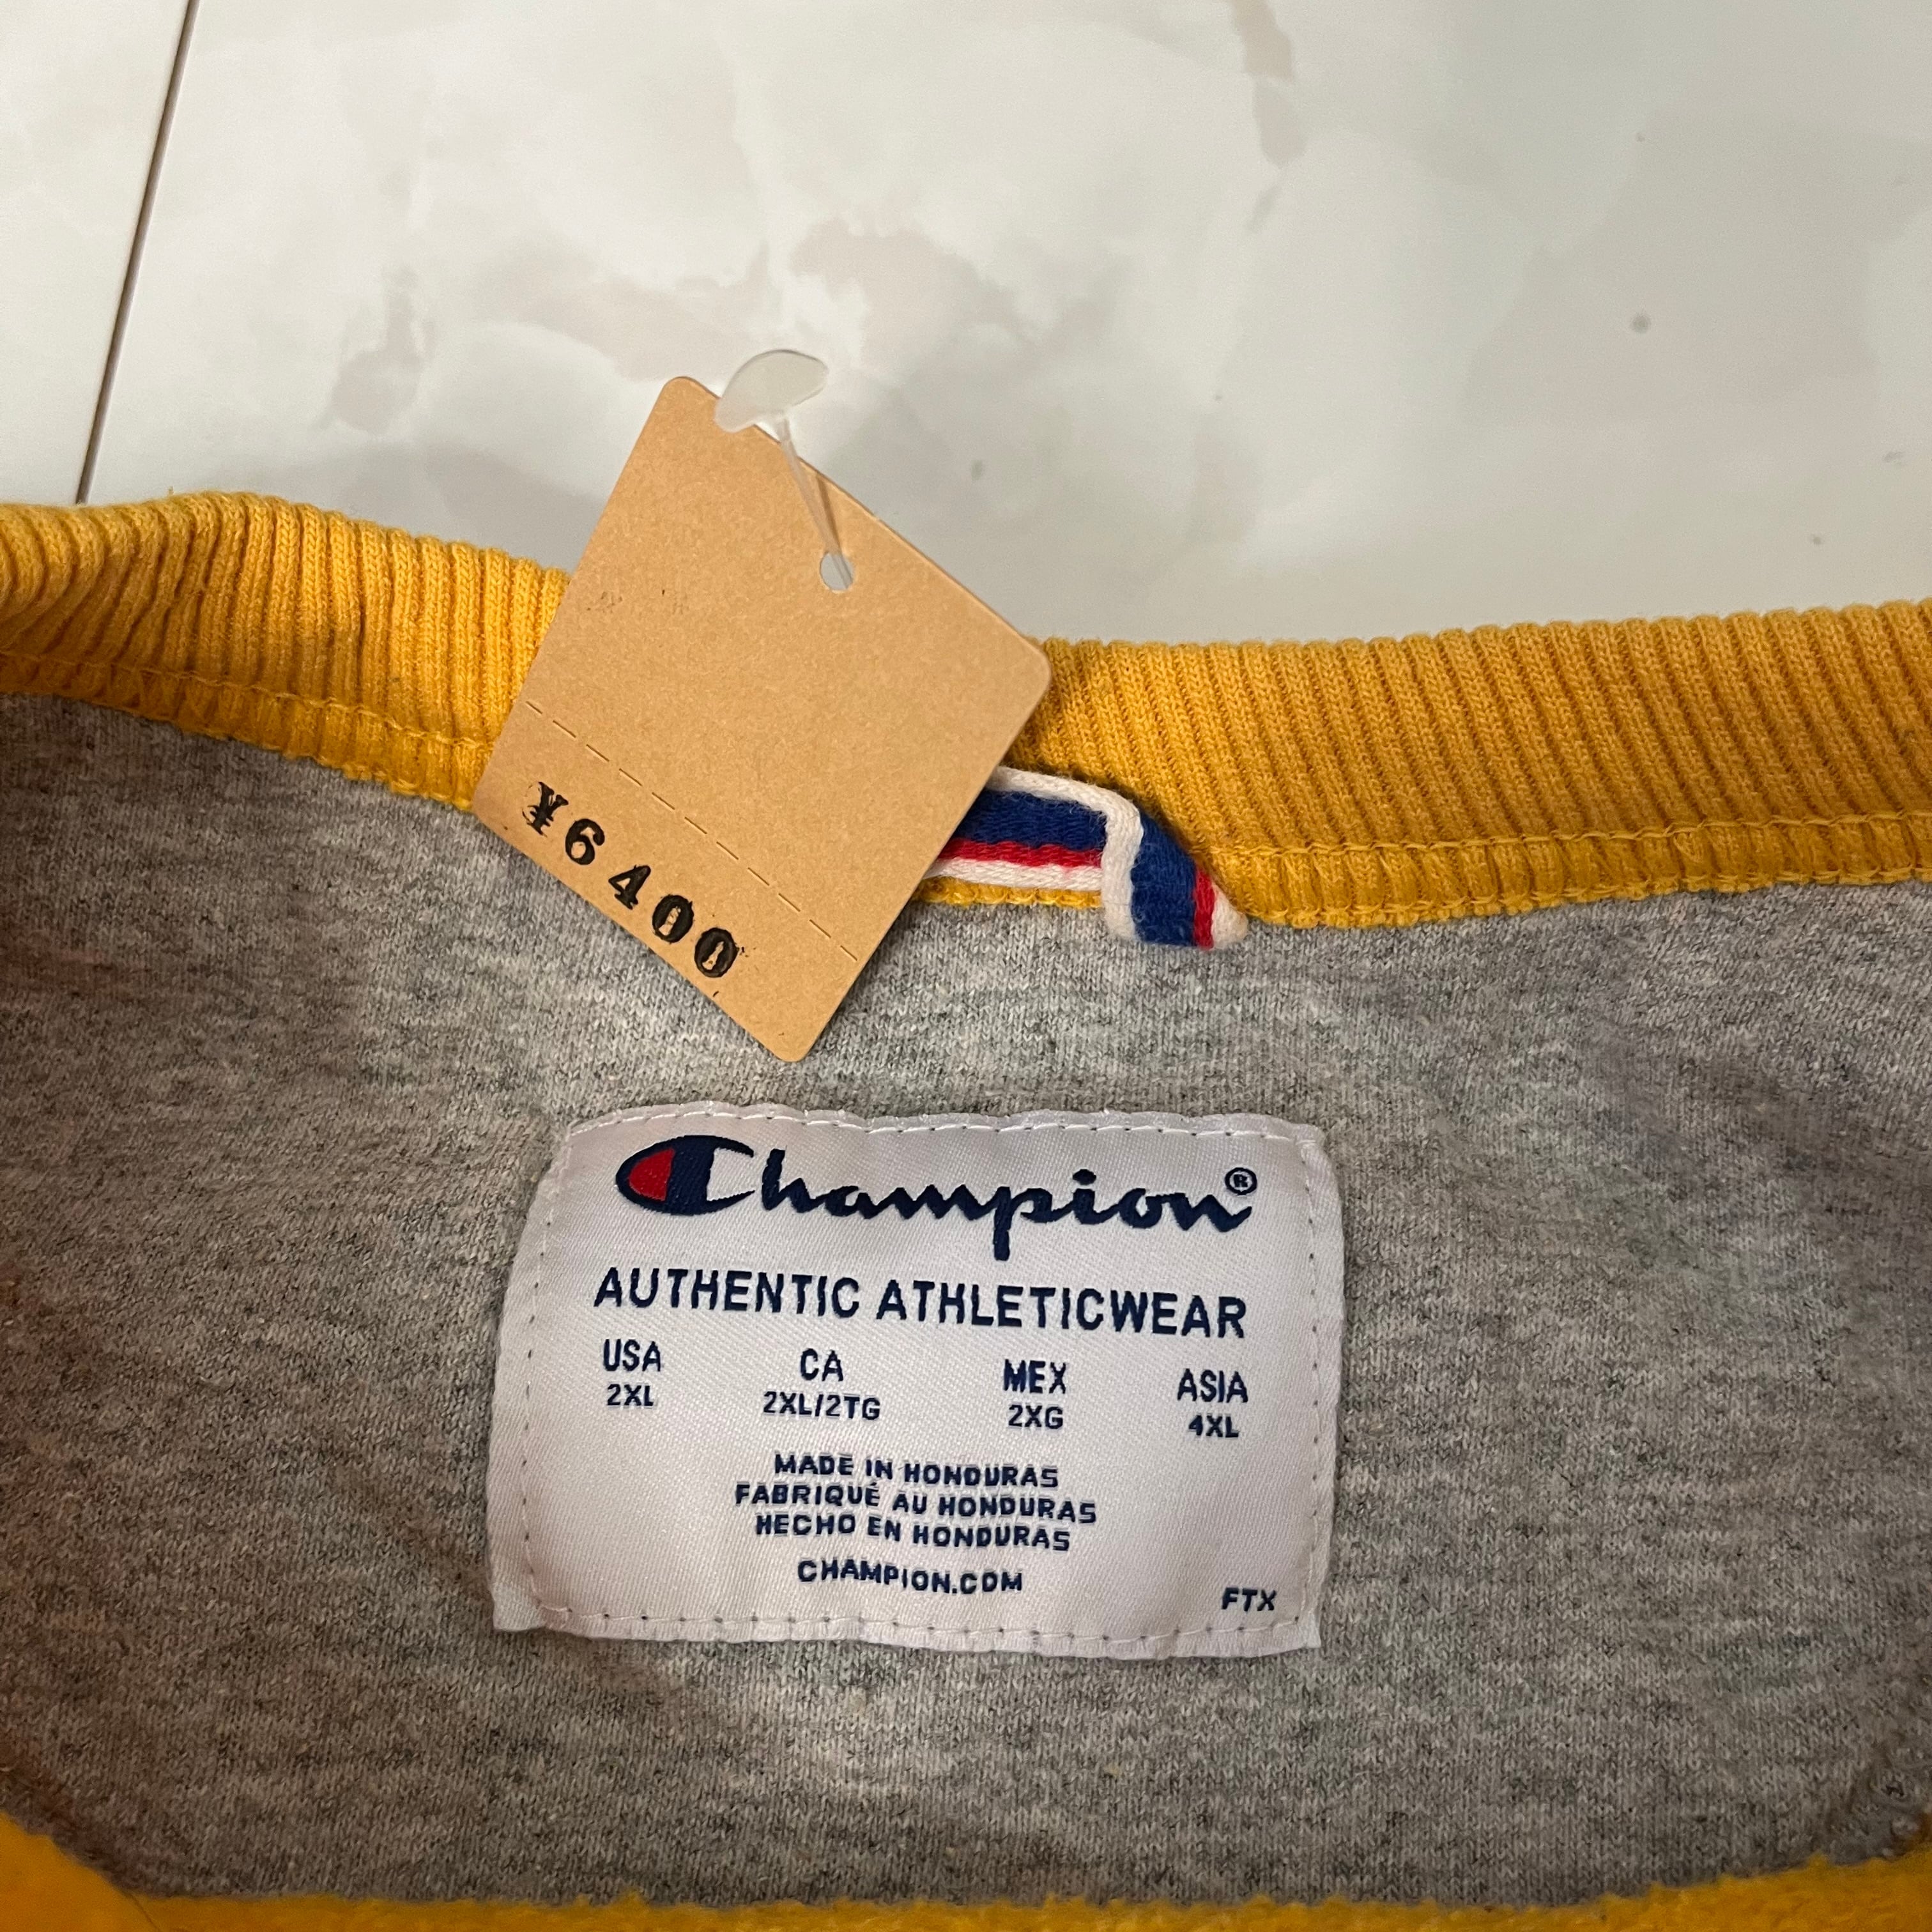 ¥6400
Champion®
AUTHENTIC ATHLETICWEAR
USA CA MEX ASIA
2XL 2XL/2TG 2XG 4XL
MADE IN HONDURAS
FABRIQUÉ AU HONDURAS
HECHO EN HONDURAS
CHAMPION.COM
FTX